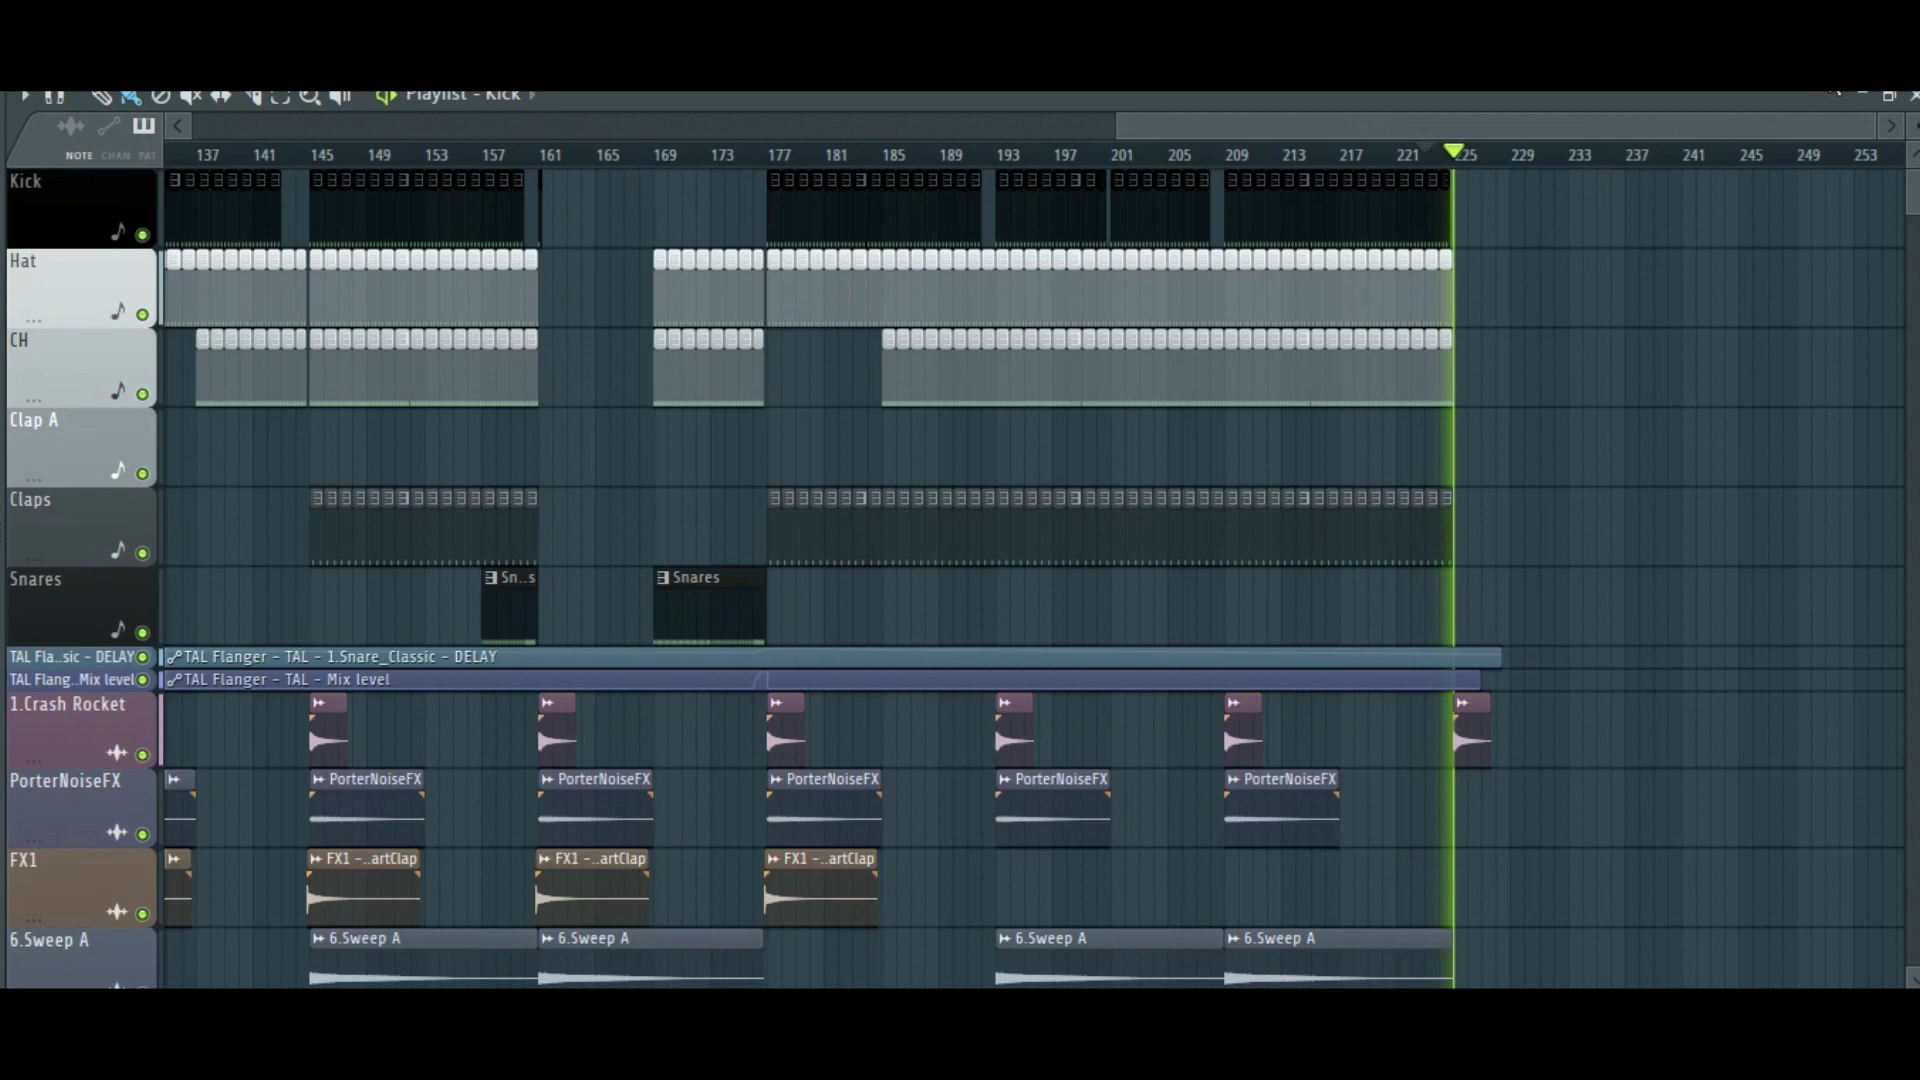 Playlist - Kick
NOTE CHAN PAT
137 141 145 149 153 157 161 165 169 173 177 181 185 189 193 197 201 205 209 213 217 221 225 229 233 237 241 245 249 253
Kick
Hat
CH
Clap A
Claps
Snares
Sn..s Snares
TAL Fla..sic - DELAY TAL Flanger - TAL - 1.Snare_Classic - DELAY
TAL Flang..Mix level TAL Flanger - TAL - Mix level
1.Crash Rocket
PorterNoiseFX PorterNoiseFX PorterNoiseFX PorterNoiseFX PorterNoiseFX PorterNoiseFX
FX1 FX1 -..artClap FX1 -..artClap FX1 -..artClap
6.Sweep A 6.Sweep A 6.Sweep A 6.Sweep A 6.Sweep A